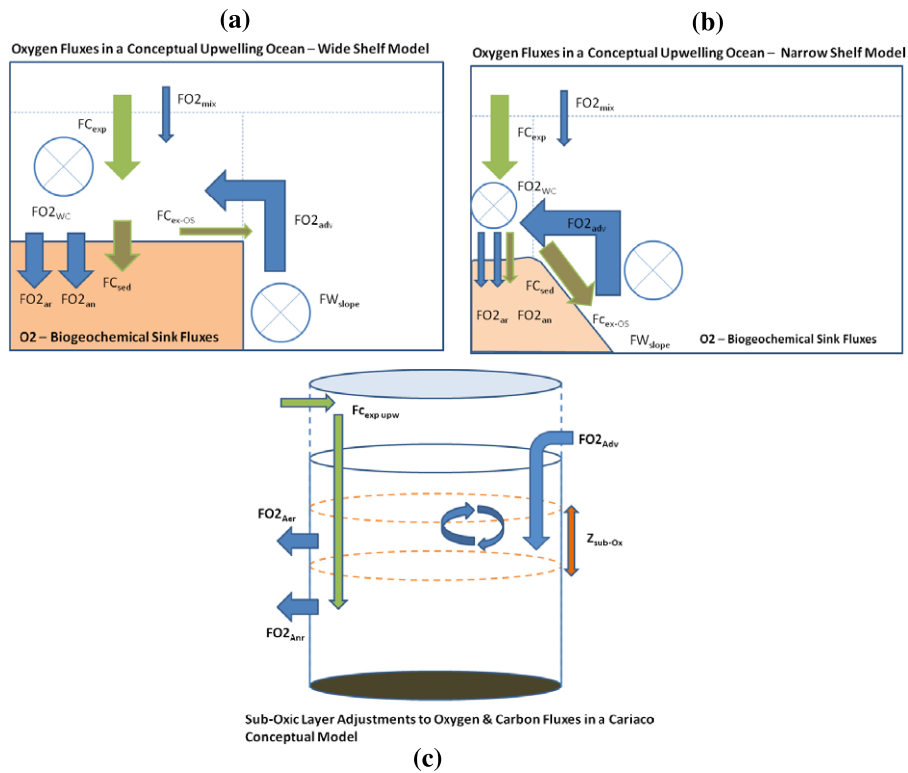 (a)
Oxygen Fluxes in a Conceptual Upwelling Ocean – Wide Shelf Model
FO2mix
FCexp
FO2WC
FCex-OS
FO2adv
FO2ar
FO2an
FCsed
FWslope
O2 – Biogeochemical Sink Fluxes
(b)
Oxygen Fluxes in a Conceptual Upwelling Ocean – Narrow Shelf Model
FO2mix
FCexp
FO2WC
FO2adv
FCsed
FO2ar
FO2an
Fcex-OS
FWslope
O2 – Biogeochemical Sink Fluxes
Fcexp upw
FO2Adv
FO2Aer
Zsub-Ox
FO2Anr
Sub-Oxic Layer Adjustments to Oxygen & Carbon Fluxes in a Cariaco
Conceptual Model
(c)